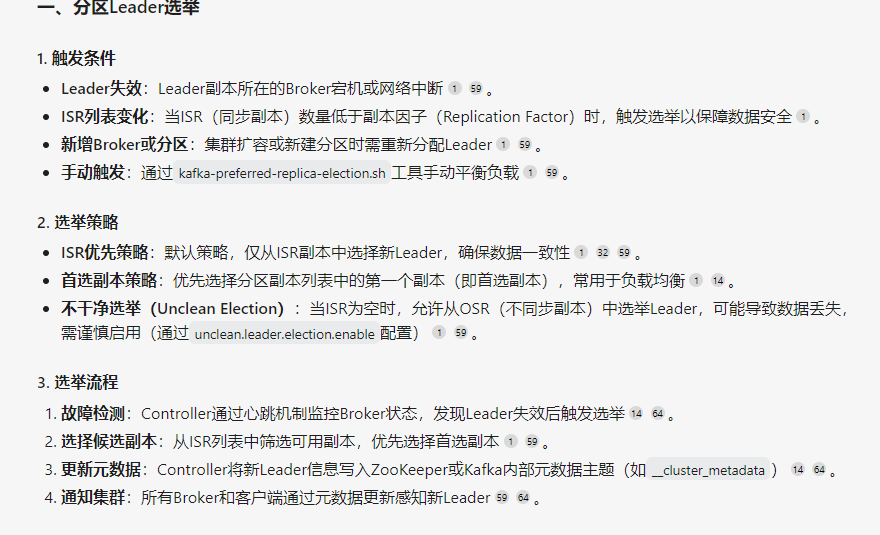 一、分区Leader选举
1. 触发条件
• Leader失效：Leader副本所在的Broker宕机或网络中断 1 59 。
• ISR列表变化：当ISR（同步副本）数量低于副本因子（Replication Factor）时，触发选举以保障数据安全 1 。
• 新增Broker或分区：集群扩容或新建分区时需重新分配Leader 1 59 。
• 手动触发：通过 kafka-preferred-replica-election.sh 工具手动平衡负载 1 59 。
2. 选举策略
• ISR优先策略：默认策略，仅从ISR副本中选择新Leader，确保数据一致性 1 32 59 。
• 首选副本策略：优先选择分区副本列表中的第一个副本（即首选副本），常用于负载均衡 1 14 。
• 不干净选举（Unclean Election）：当ISR为空时，允许从OSR（不同步副本）中选举Leader，可能导致数据丢失，
需谨慎启用（通过 unclean.leader.election.enable 配置） 1 59 。
3. 选举流程
1. 故障检测：Controller通过心跳机制监控Broker状态，发现Leader失效后触发选举 14 64 。
2. 选择候选副本：从ISR列表中筛选可用副本，优先选择首选副本 1 59 。
3. 更新元数据：Controller将新Leader信息写入ZooKeeper或Kafka内部元数据主题（如 __cluster_metadata ） 14 64 。
4. 通知集群：所有Broker和客户端通过元数据更新感知新Leader 59 64 。